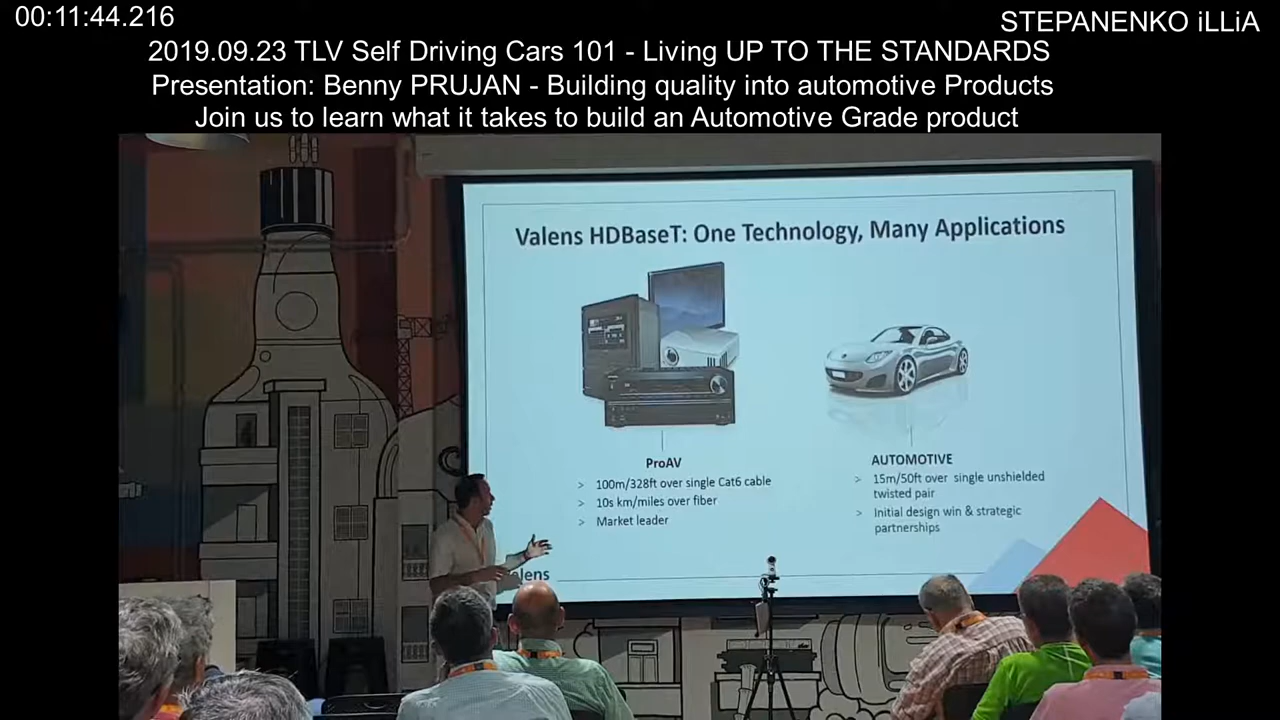 00:11:44.216
STEPANENKO iLLiA
2019.09.23 TLV Self Driving Cars 101 - Living UP TO THE STANDARDS
Presentation: Benny PRUJAN - Building quality into automotive Products
Join us to learn what it takes to build an Automotive Grade product
Valens HDBaseT: One Technology, Many Applications
ProAV
> 100m/328ft over single Cat6 cable
> 10s km/miles over fiber
> Market leader
AUTOMOTIVE
> 15m/50ft over single unshielded
twisted pair
> Initial design win & strategic
partnerships
alens